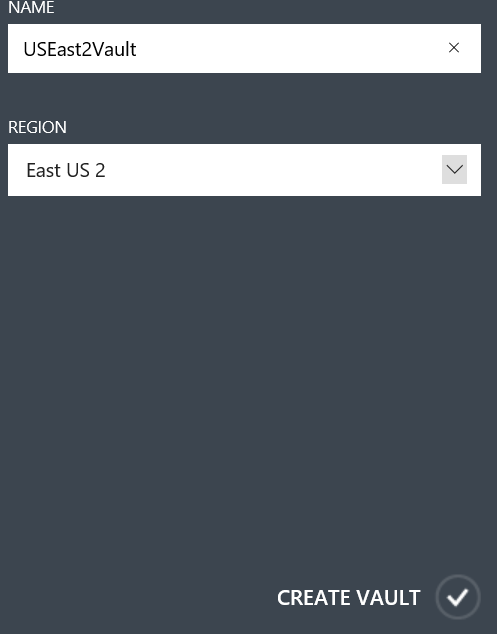 NAME
USEast2Vault
REGION
East US 2
CREATE VAULT